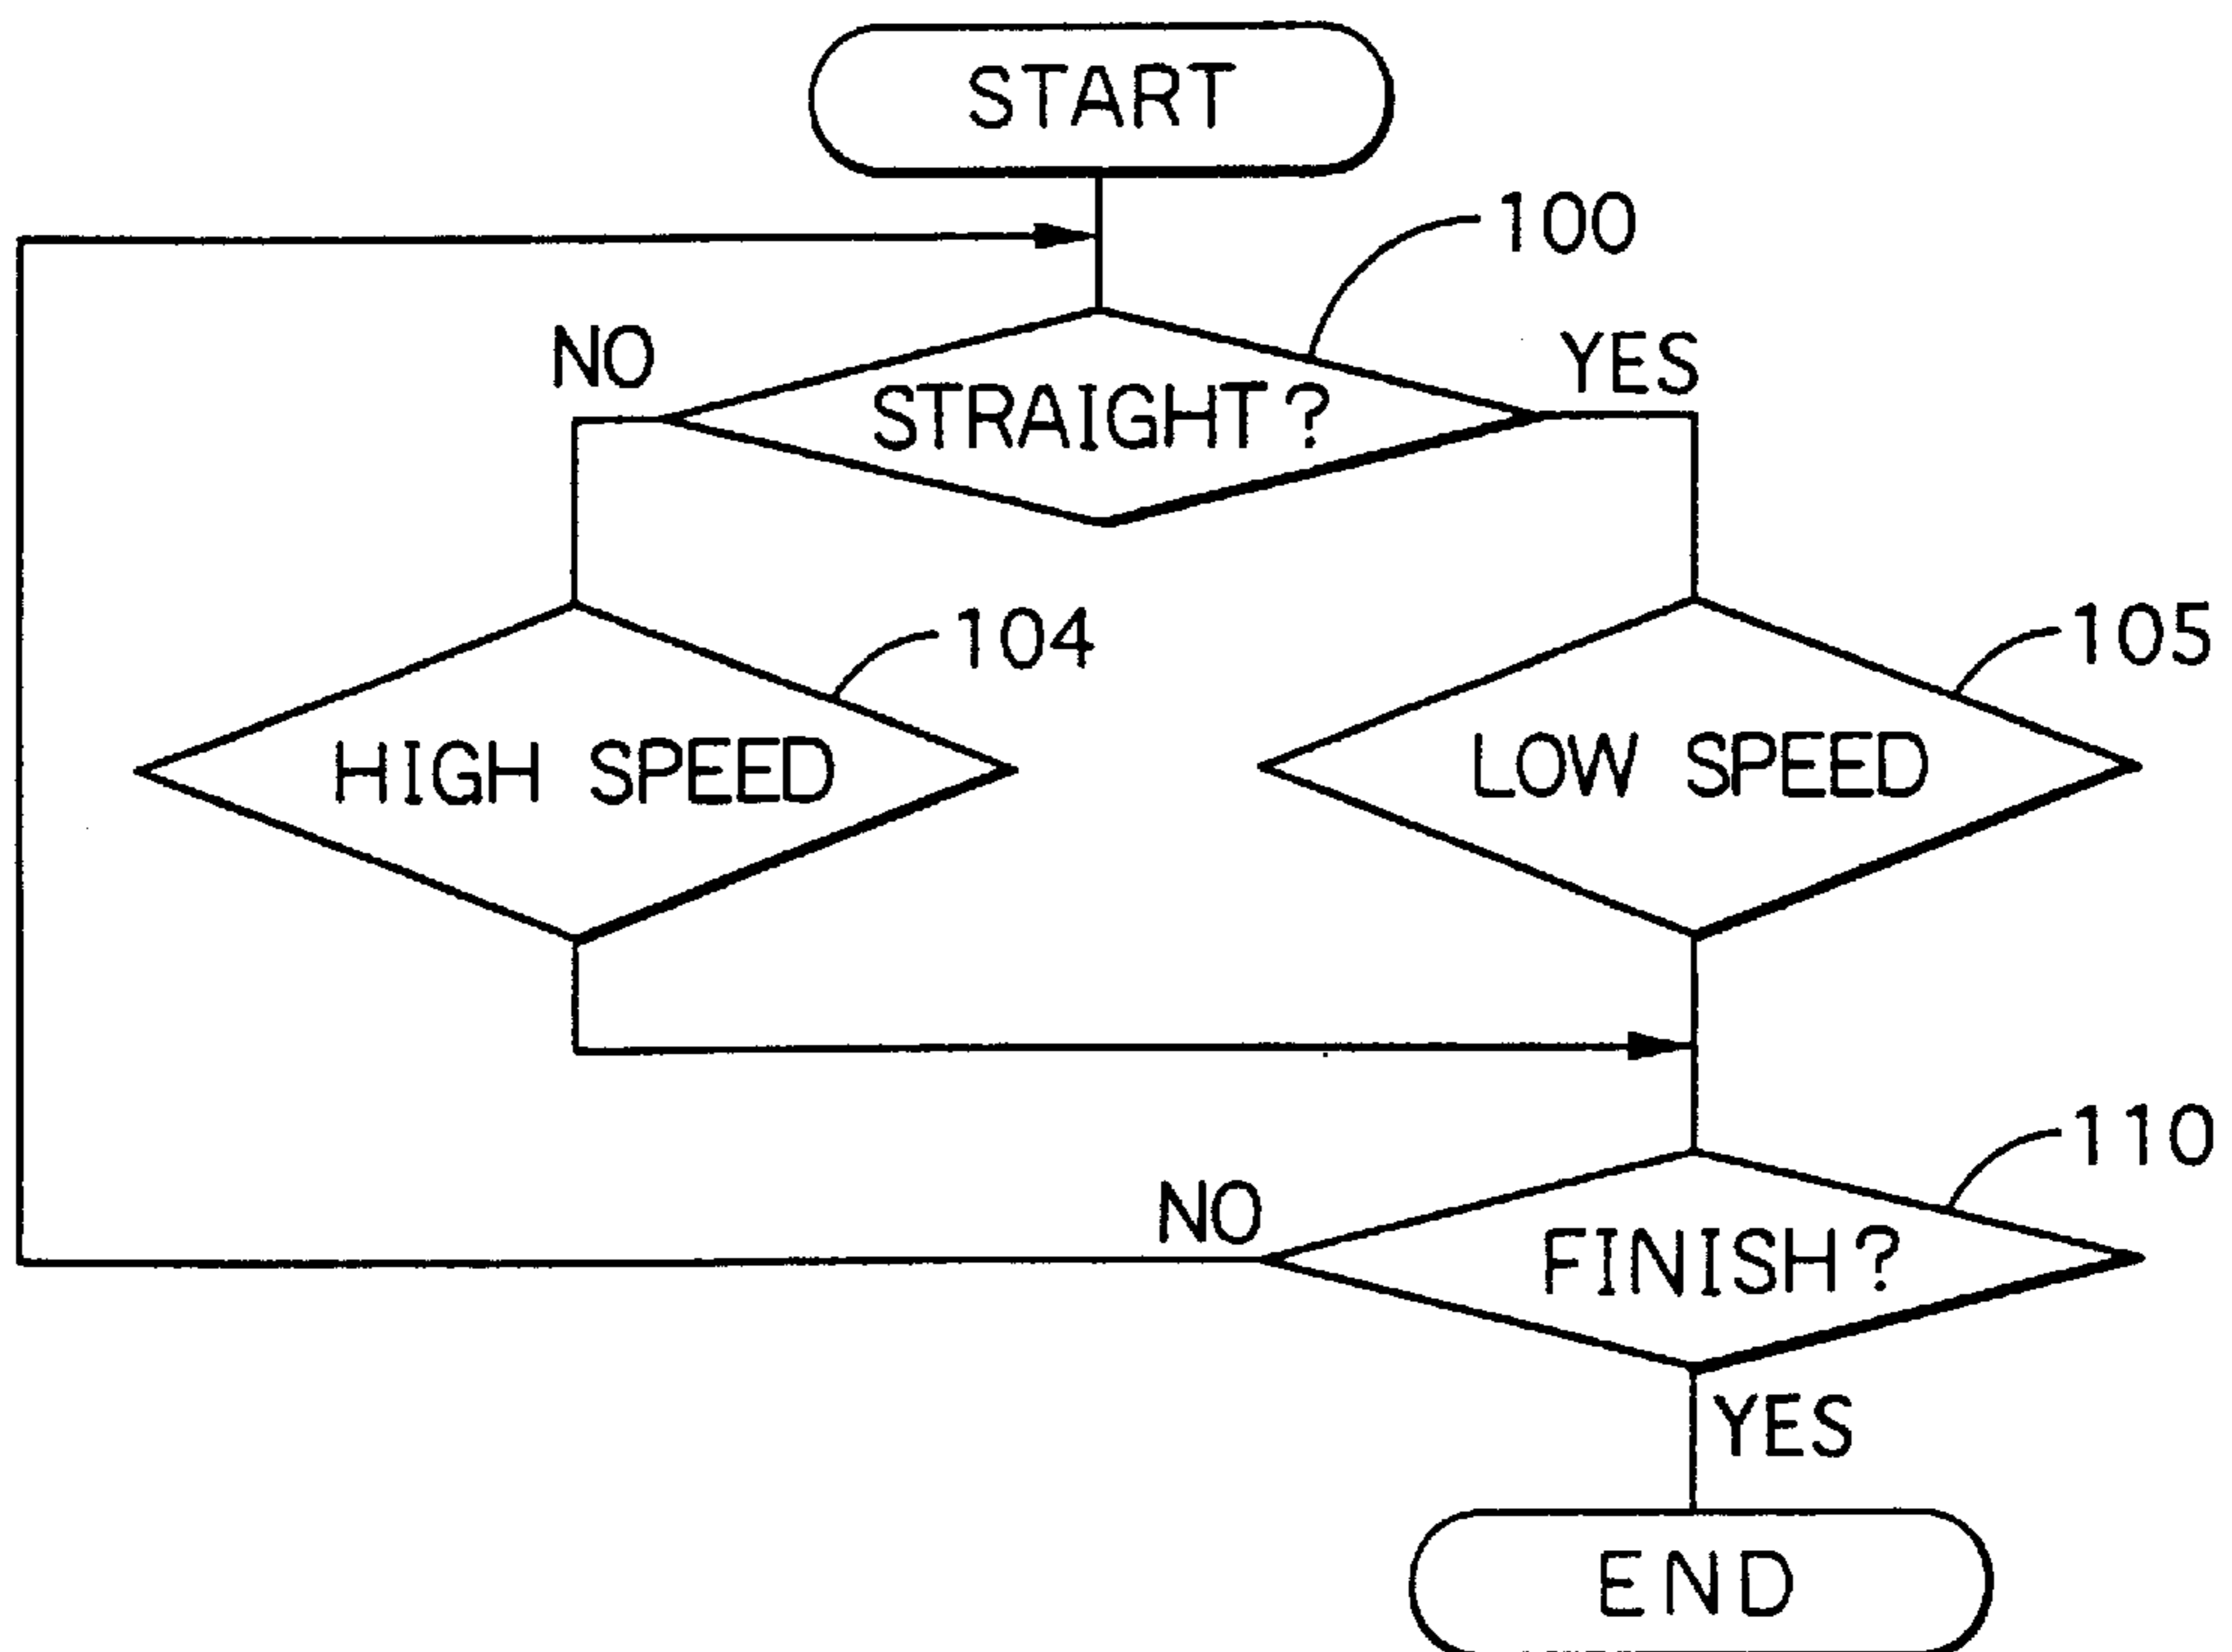 START
100
NO
YES
STRAIGHT?
104
105
HIGH SPEED
LOW SPEED
110
NO
FINISH?
YES
END